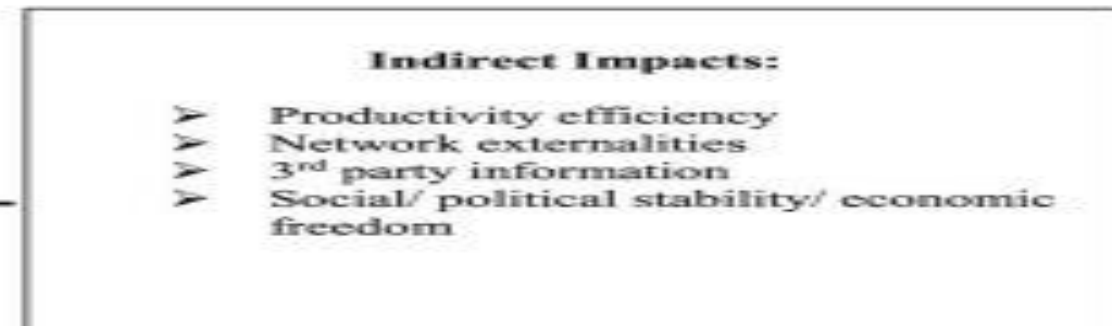 Indirect Impacts:
➢ Productivity efficiency
➢ Network externalities
➢ 3rd party information
➢ Social/ political stability/ economic
freedom